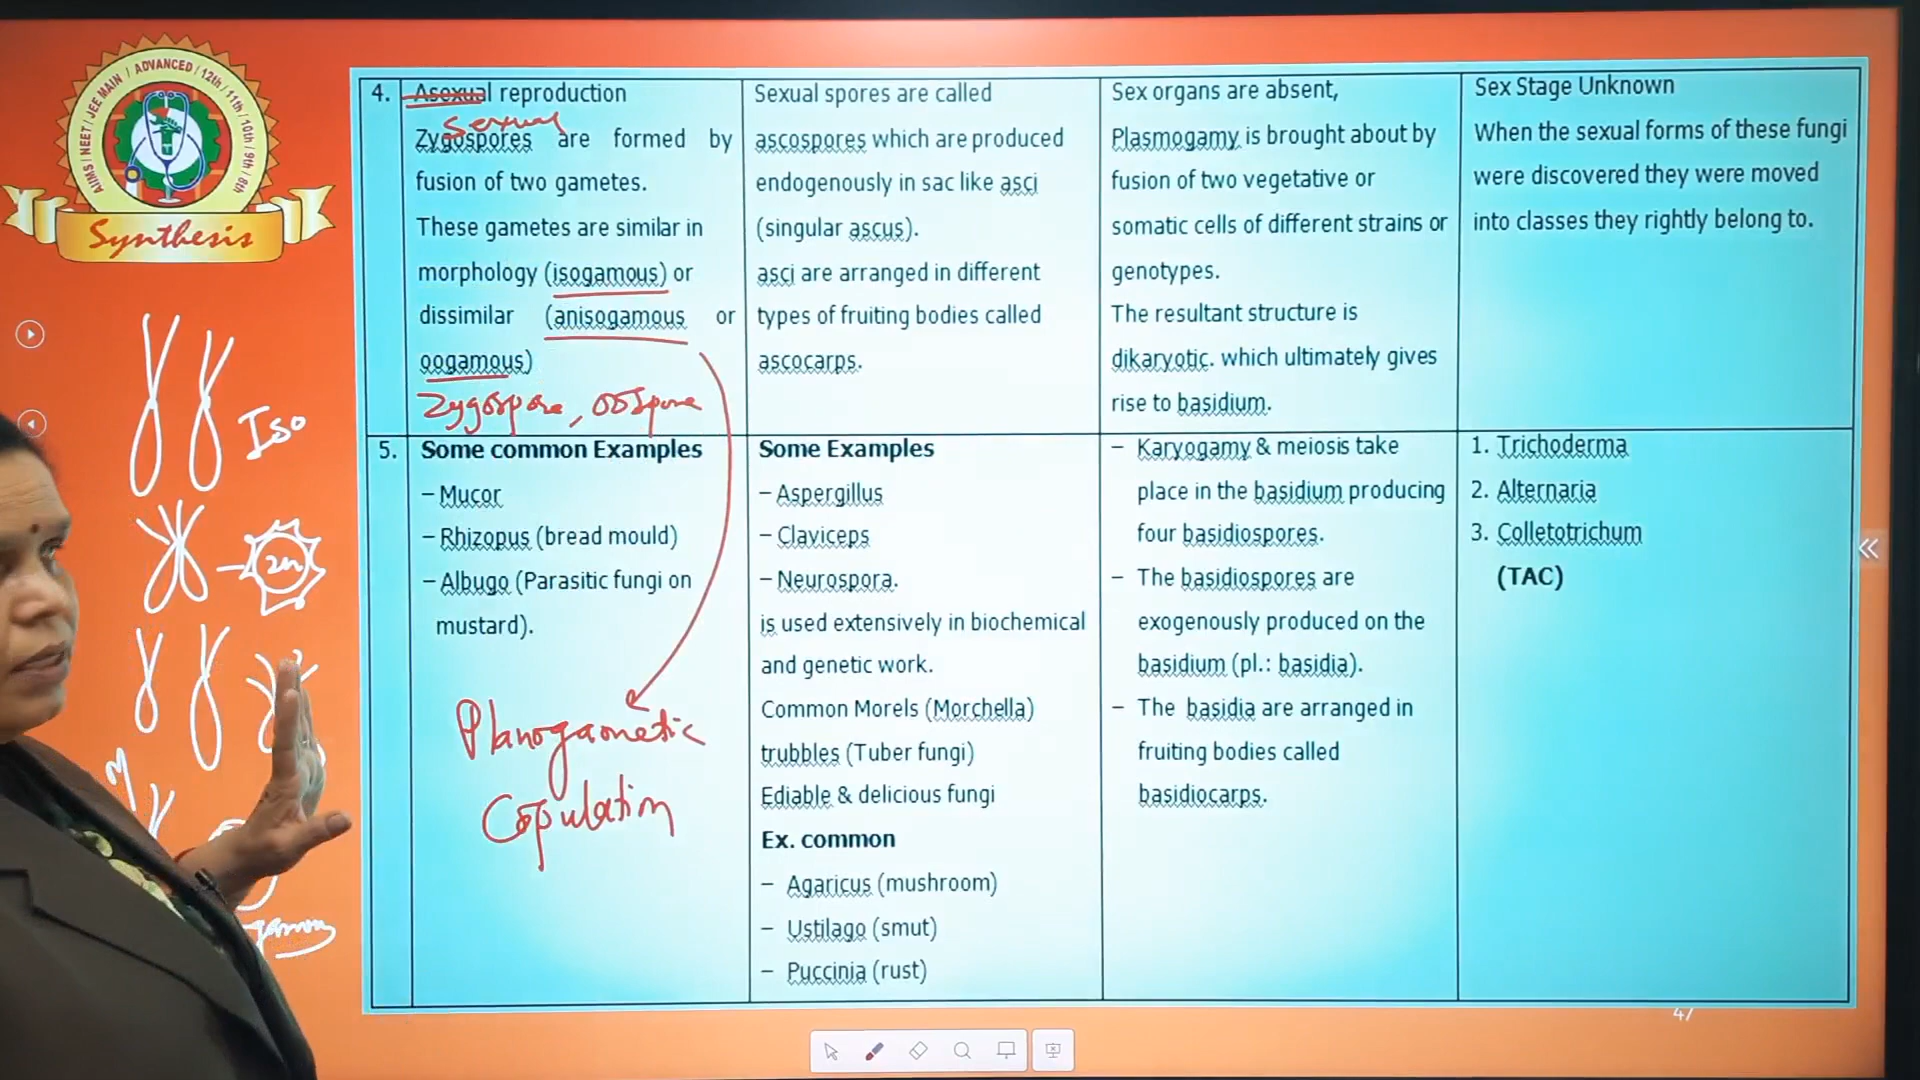 AIIMS / NEET / JEE MAIN / ADVANCED / 12th / 11th / 10th / 9th / 8th
Synthesis
4.
Asexual reproduction
Sexual
Zygospores are formed by
fusion of two gametes.
These gametes are similar in
morphology (isogamous) or
dissimilar (anisogamous or
oogamous)
Zygospore, oospore
Sexual spores are called
ascospores which are produced
endogenously in sac like asci
(singular ascus).
asci are arranged in different
types of fruiting bodies called
ascocarps.
Sex organs are absent,
Plasmogamy is brought about by
fusion of two vegetative or
somatic cells of different strains or
genotypes.
The resultant structure is
dikaryotic. which ultimately gives
rise to basidium.
Sex Stage Unknown
When the sexual forms of these fungi
were discovered they were moved
into classes they rightly belong to.
5.
Some common Examples
– Mucor
– Rhizopus (bread mould)
– Albugo (Parasitic fungi on
mustard).
Planogametic
Copulation
Some Examples
– Aspergillus
– Claviceps
– Neurospora.
is used extensively in biochemical
and genetic work.
Common Morels (Morchella)
trubbles (Tuber fungi)
Ediable & delicious fungi
Ex. common
– Agaricus (mushroom)
– Ustilago (smut)
– Puccinia (rust)
– Karyogamy & meiosis take
place in the basidium producing
four basidiospores.
– The basidiospores are
exogenously produced on the
basidium (pl.: basidia).
– The basidia are arranged in
fruiting bodies called
basidiocarps.
1. Trichoderma
2. Alternaria
3. Colletotrichum
(TAC)
Iso
2n
M
47